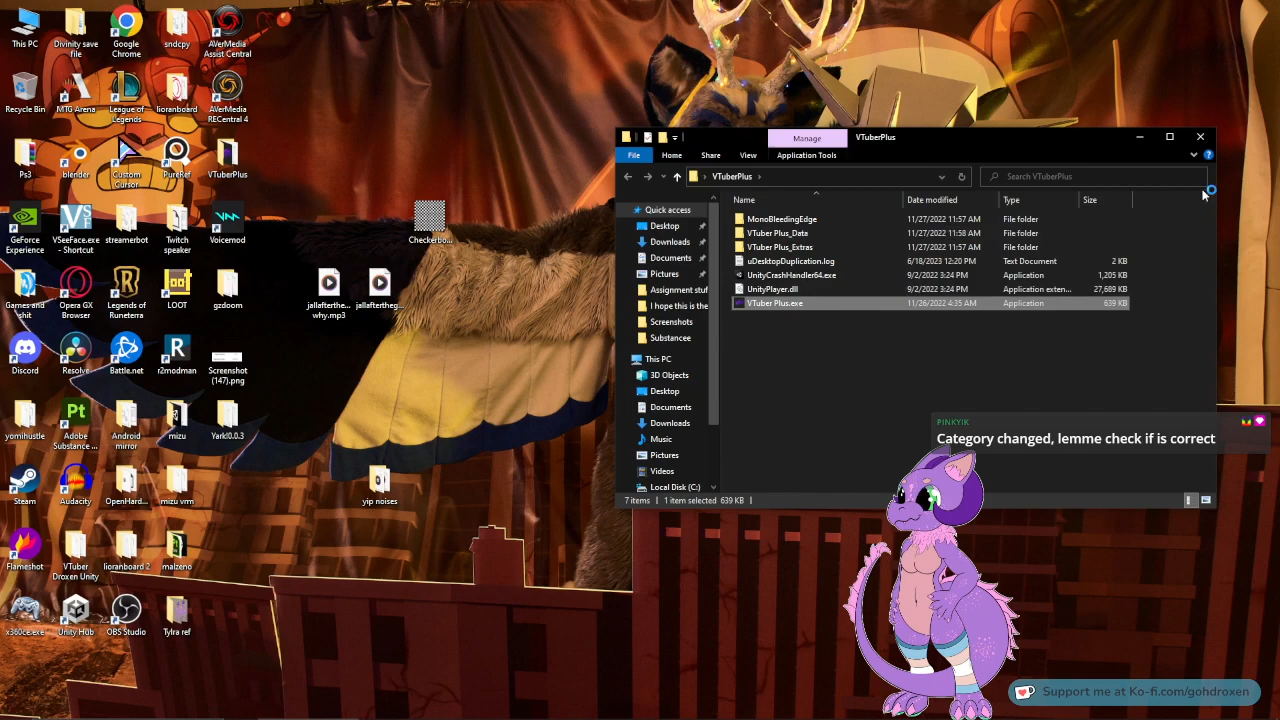 This PC
Divinity save
file
Google
Chrome
sndcpy
AVerMedia
Assist Central
Recycle Bin
MTG Arena
League of
Legends
lioranboard
AVerMedia
RECentral 4
Ps3
blender
Custom
Cursor
PureRef
VTuberPlus
GeForce
Experience
VSeeFace.exe
- Shortcut
streamerbot
Twitch
speaker
Voicemod
Checkerbo...
Games and
shit
Opera GX
Browser
Legends of
Runeterra
LOOT
gzdoom
jallafterthe...
why.mp3
jallaftertheg...
Discord
Resolve
Battle.net
r2modman
Screenshot
(147).png
yomihustle
Adobe
Substance ...
Android
mirror
mizu
Yark!0.0.3
Steam
Audacity
OpenHard...
mizu vrm
yip noises
Flameshot
VTuber
Droxen Unity
lioranboard 2
malzeno
x360ce.exe
Unity Hub
OBS Studio
Tylra ref
Manage
VTuberPlus
File
Home
Share
View
Application Tools
VTuberPlus
Search VTuberPlus
Name
Date modified
Type
Size
Quick access
Desktop
Downloads
Documents
Pictures
Assignment stuf
I hope this is the
Screenshots
Substancee
This PC
3D Objects
Desktop
Documents
Downloads
Music
Pictures
Videos
Local Disk (C:)
MonoBleedingEdge 11/27/2022 11:57 AM File folder
VTuber Plus_Data 11/27/2022 11:58 AM File folder
VTuber Plus_Extras 11/27/2022 11:57 AM File folder
uDesktopDuplication.log 6/18/2023 12:20 PM Text Document 2 KB
UnityCrashHandler64.exe 9/2/2022 3:24 PM Application 1,205 KB
UnityPlayer.dll 9/2/2022 3:24 PM Application exten... 27,689 KB
VTuber Plus.exe 11/26/2022 4:35 AM Application 639 KB
7 items 1 item selected 639 KB
PINKYIK
Category changed, lemme check if is correct
Support me at Ko-fi.com/gohdroxen